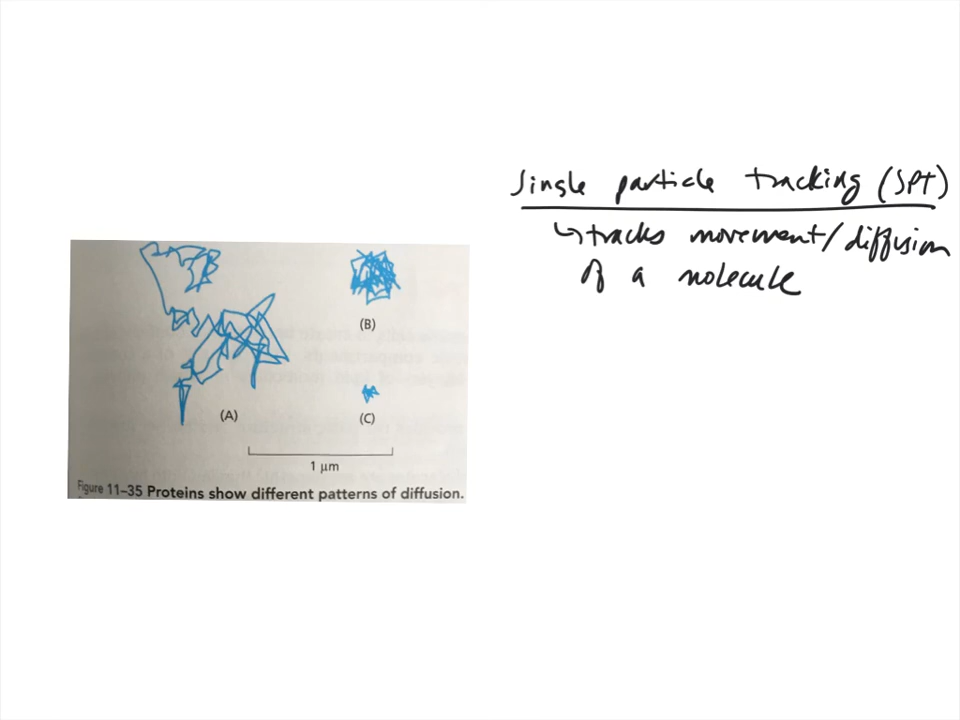 Single particle tracking (SPT)
↳ tracks movement/diffusion
of a molecule
(B)
(A)
(C)
1 µm
Figure 11–35 Proteins show different patterns of diffusion.